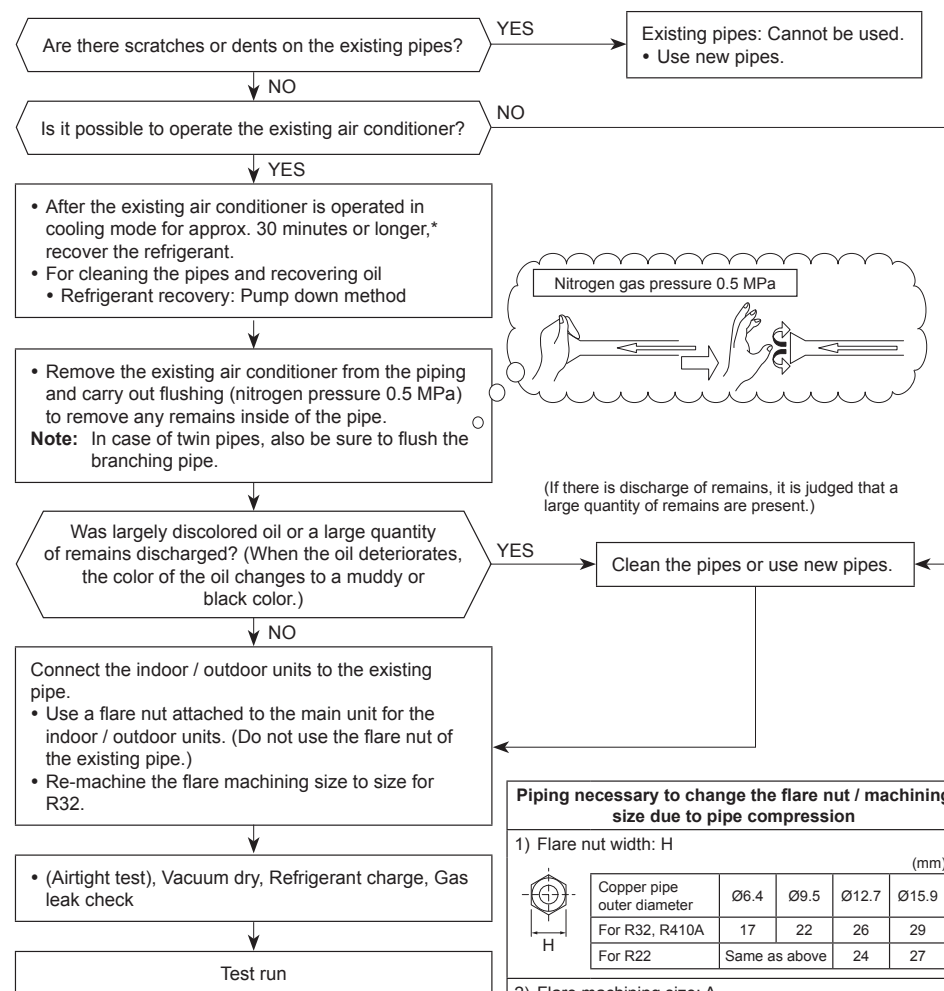 Are there scratches or dents on the existing pipes?
YES
Existing pipes: Cannot be used.
• Use new pipes.
NO
Is it possible to operate the existing air conditioner?
NO
YES
• After the existing air conditioner is operated in
cooling mode for approx. 30 minutes or longer,*
recover the refrigerant.
• For cleaning the pipes and recovering oil
• Refrigerant recovery: Pump down method
Nitrogen gas pressure 0.5 MPa
• Remove the existing air conditioner from the piping
and carry out flushing (nitrogen pressure 0.5 MPa)
to remove any remains inside of the pipe.
Note: In case of twin pipes, also be sure to flush the
branching pipe.
(If there is discharge of remains, it is judged that a
large quantity of remains are present.)
Was largely discolored oil or a large quantity
of remains discharged? (When the oil deteriorates,
the color of the oil changes to a muddy or
black color.)
YES
Clean the pipes or use new pipes.
NO
Connect the indoor / outdoor units to the existing
pipe.
• Use a flare nut attached to the main unit for the
indoor / outdoor units. (Do not use the flare nut of
the existing pipe.)
• Re-machine the flare machining size to size for
R32.
• (Airtight test), Vacuum dry, Refrigerant charge, Gas
leak check
Test run
Piping necessary to change the flare nut / machining
size due to pipe compression
1) Flare nut width: H
(mm)
Copper pipe
outer diameter Ø6.4 Ø9.5 Ø12.7 Ø15.9
For R32, R410A 17 22 26 29
For R22 Same as above 24 27
H
2) Flare machining size: A